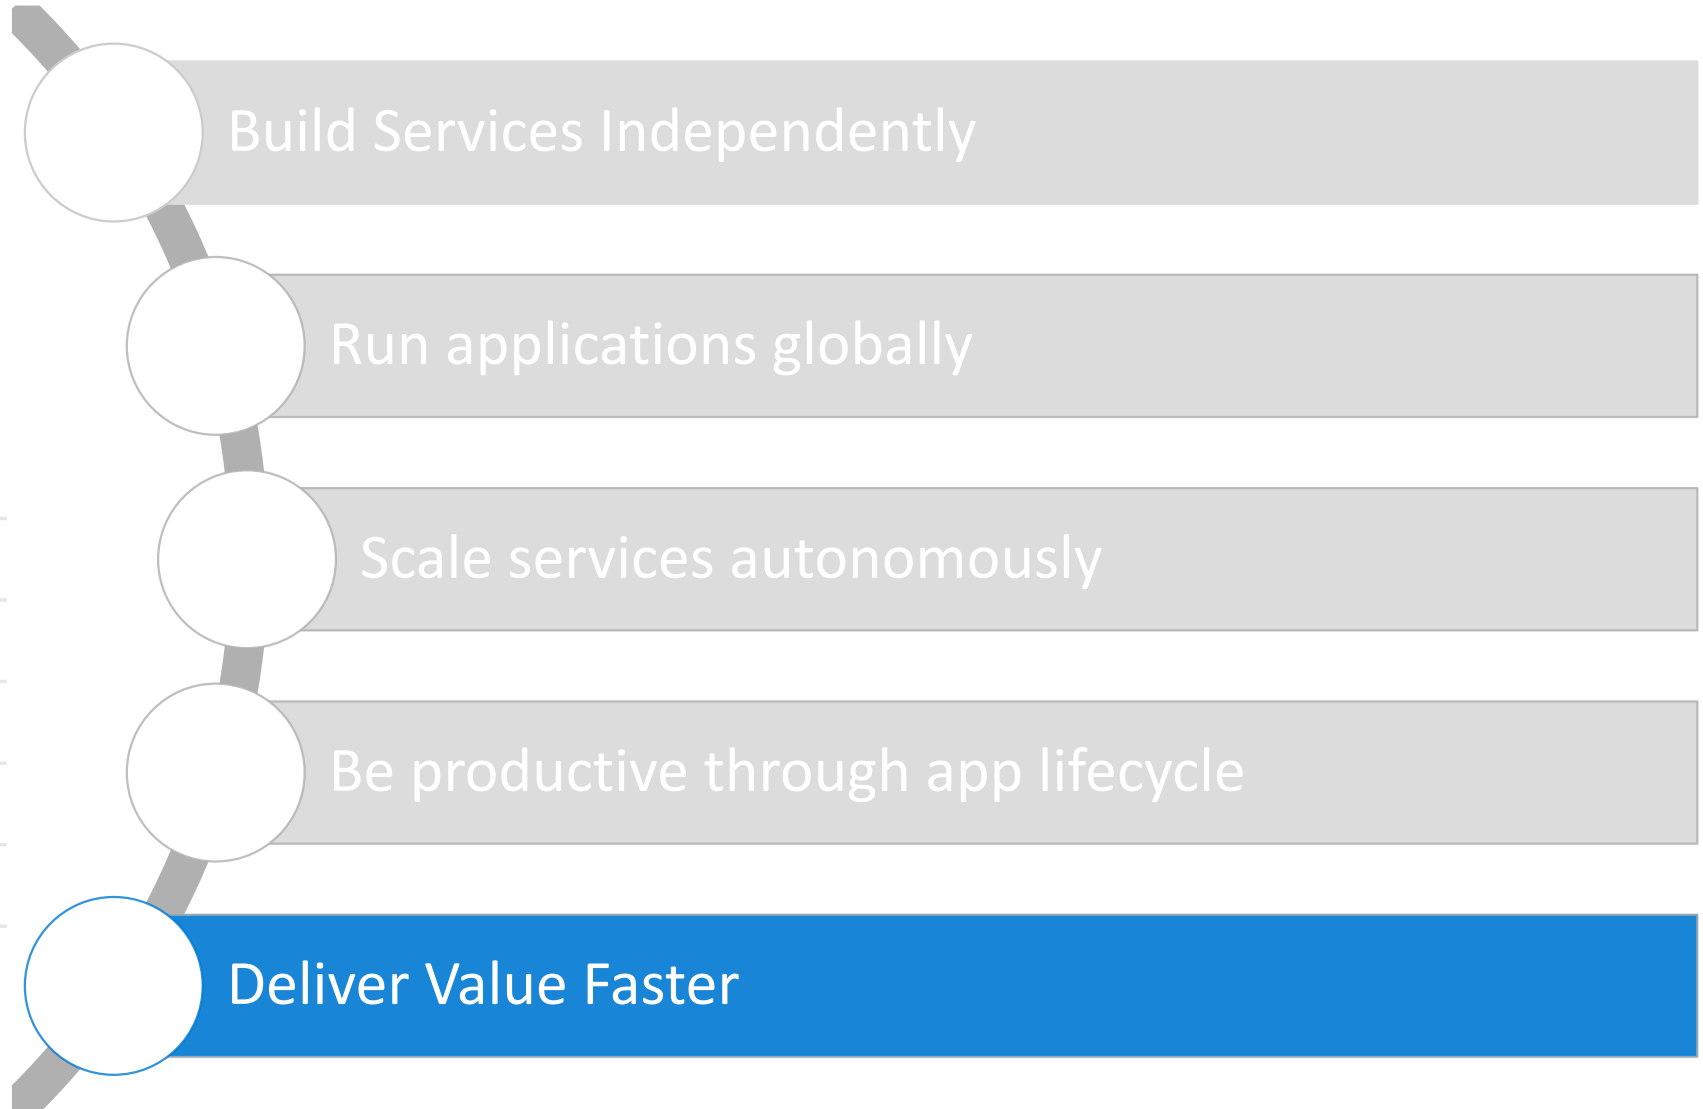 Build Services Independently
Run applications globally
Scale services autonomously
Be productive through app lifecycle
Deliver Value Faster